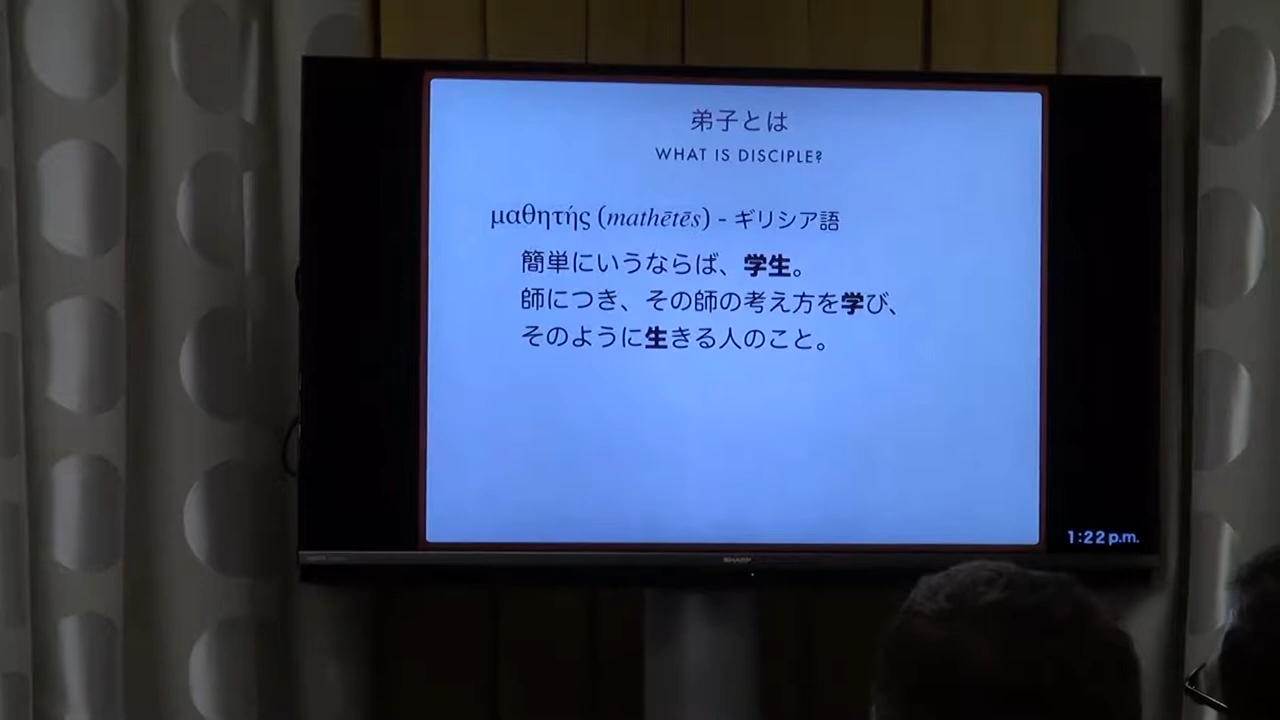 弟子とは
WHAT IS DISCIPLE?
μαθητής (mathētēs) - ギリシア語
簡単にいうならば、学生。
師につき、その師の考え方を学び、
そのように生きる人のこと。
1:22 p.m.
SHARP